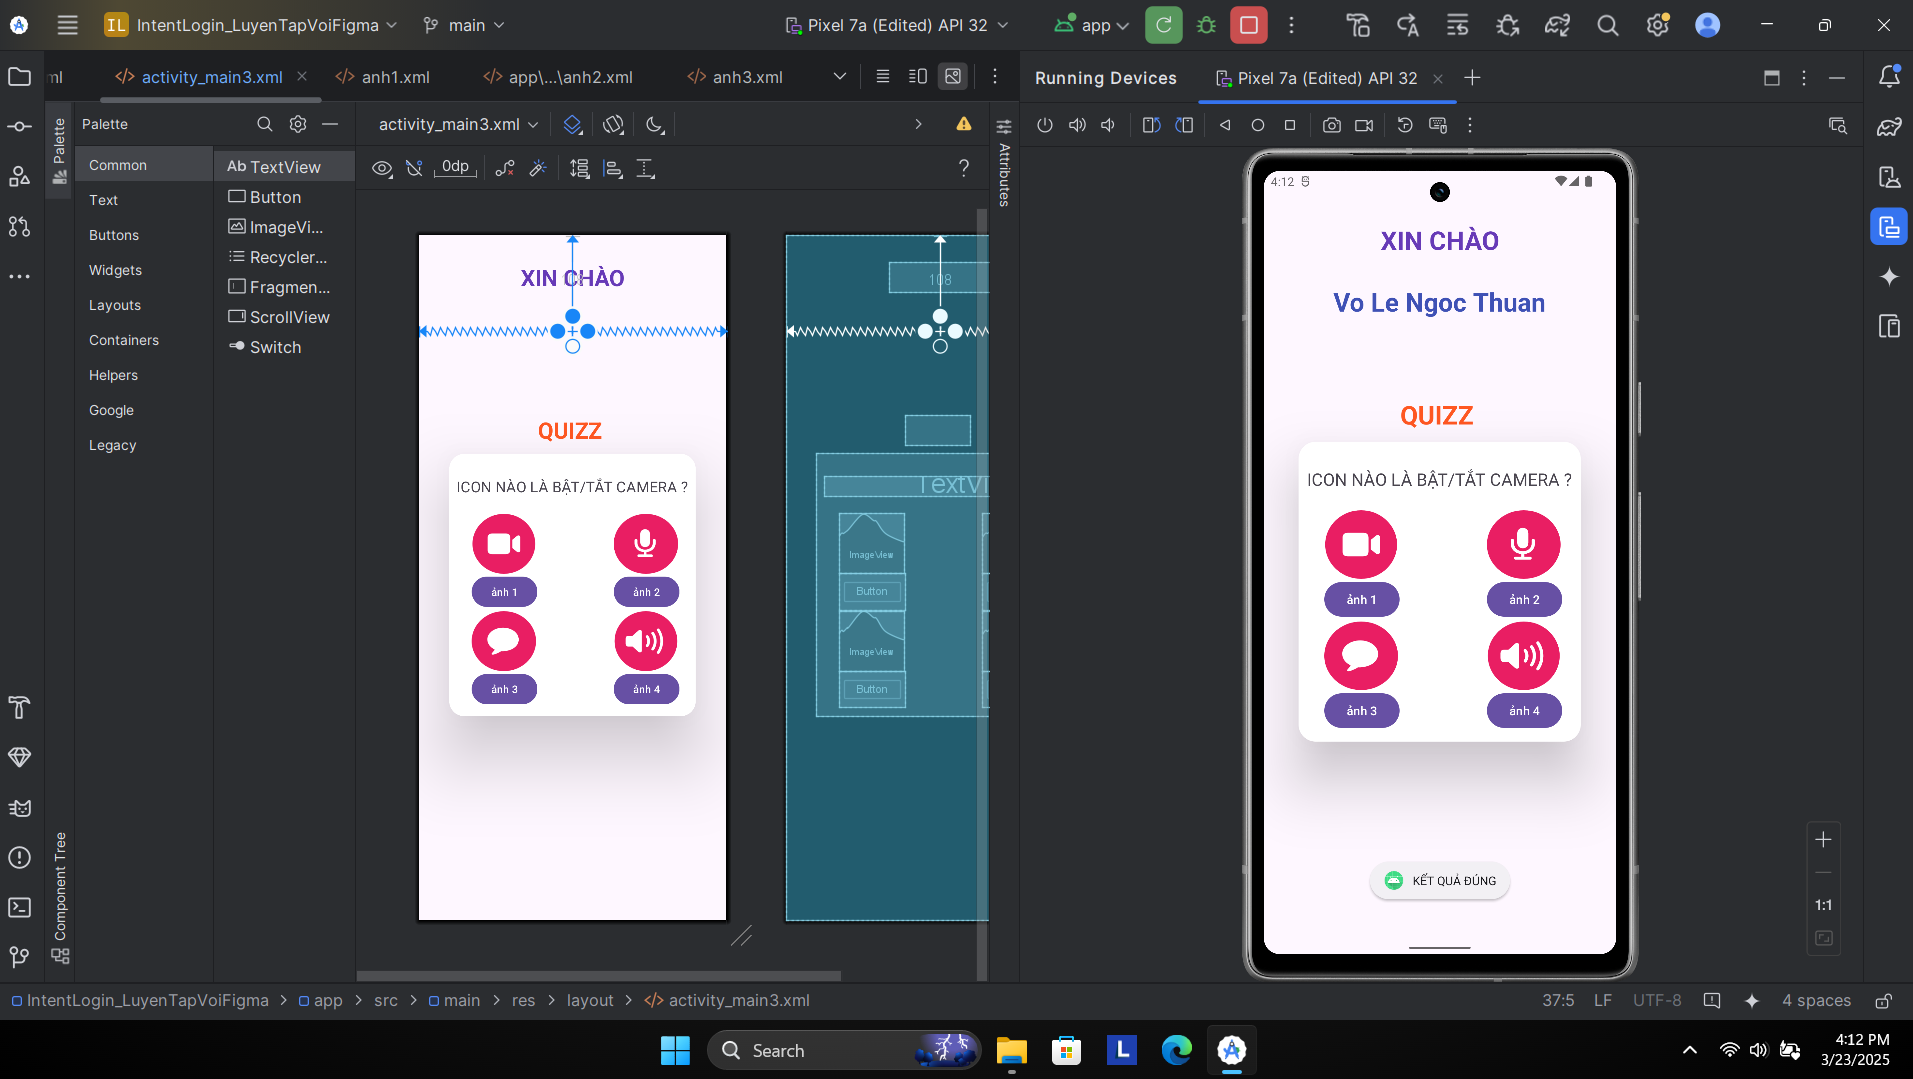 IL IntentLogin_LuyenTapVoiFigma
main
Pixel 7a (Edited) API 32
app
ml
activity_main3.xml
anh1.xml
app\...\anh2.xml
anh3.xml
Running Devices
Pixel 7a (Edited) API 32
Palette
Palette
Common
Text
Buttons
Widgets
Layouts
Containers
Helpers
Google
Legacy
Ab TextView
Button
ImageVi...
Recycler...
Fragmen...
ScrollView
Switch
Component Tree
activity_main3.xml
0dp
?
Attributes
XIN CHÀO
QUIZZ
ICON NÀO LÀ BẬT/TẮT CAMERA ?
ảnh 1
ảnh 2
ảnh 3
ảnh 4
108
TextVi
ImageView
Button
ImageView
Button
4:12
XIN CHÀO
Vo Le Ngoc Thuan
QUIZZ
ICON NÀO LÀ BẬT/TẮT CAMERA ?
ảnh 1
ảnh 2
ảnh 3
ảnh 4
KẾT QUẢ ĐÚNG
1:1
IntentLogin_LuyenTapVoiFigma > app > src > main > res > layout > activity_main3.xml
37:5 LF UTF-8 4 spaces
Search
L
4:12 PM
3/23/2025